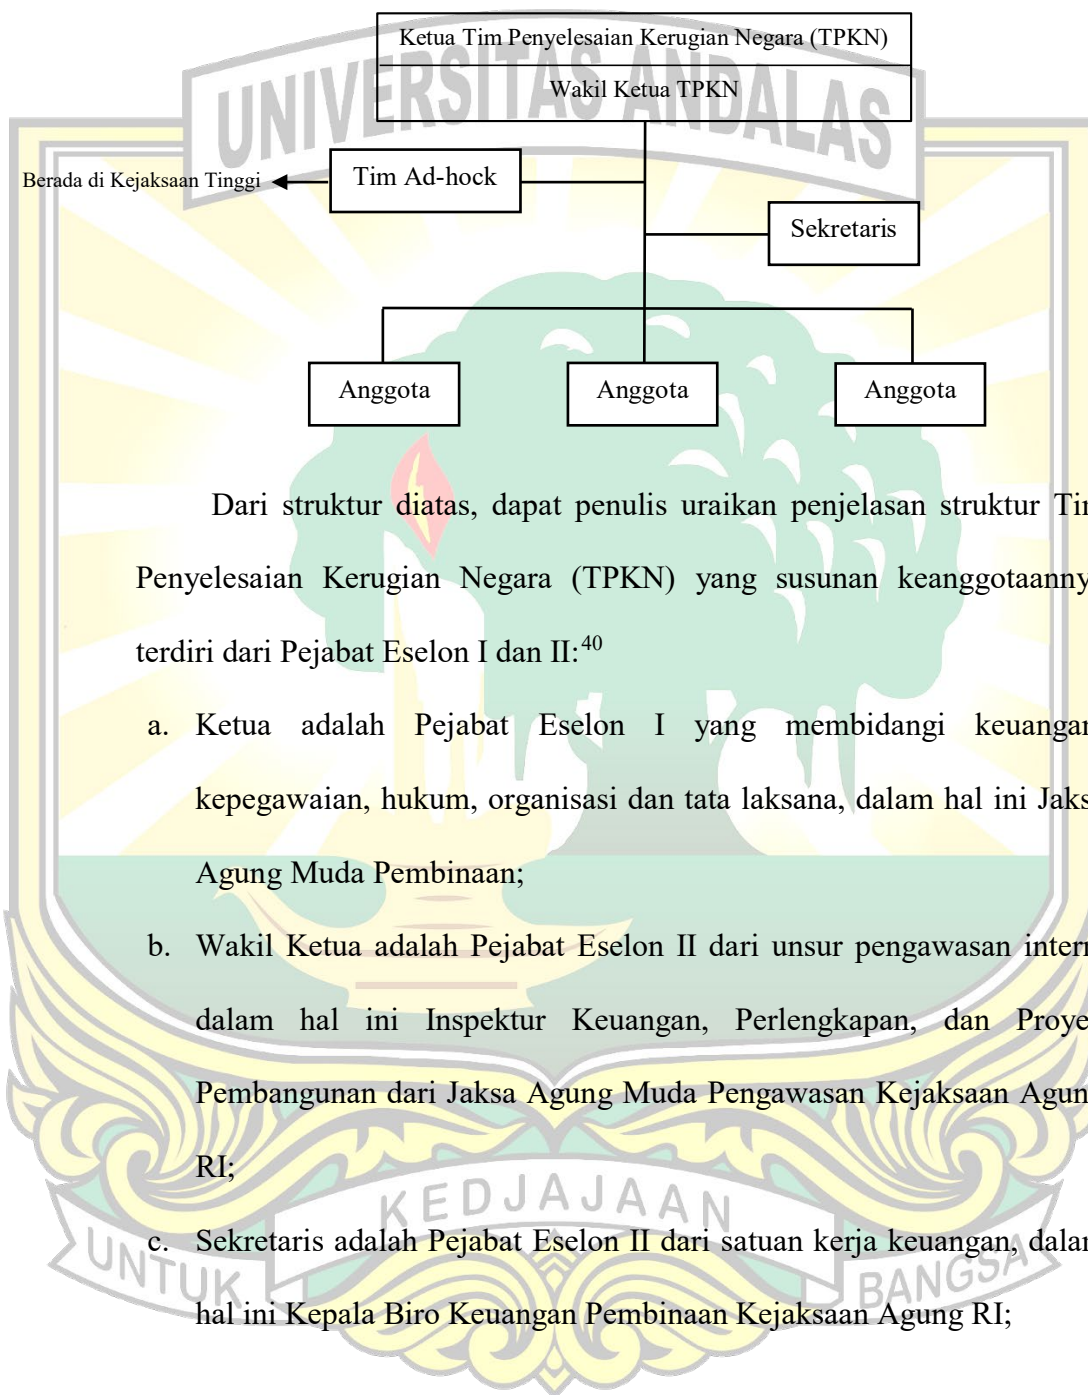 Ketua Tim Penyelesaian Kerugian Negara (TPKN)
Wakil Ketua TPKN
UNIVERSITAS ANDALAS
Berada di Kejaksaan Tinggi
Tim Ad-hock
Sekretaris
Anggota
Anggota
Anggota
Dari struktur diatas, dapat penulis uraikan penjelasan struktur Ti
Penyelesaian Kerugian Negara (TPKN) yang susunan keanggotaanny
terdiri dari Pejabat Eselon I dan II:40
a. Ketua adalah Pejabat Eselon I yang membidangi keuangan
kepegawaian, hukum, organisasi dan tata laksana, dalam hal ini Jaks
Agung Muda Pembinaan;
b. Wakil Ketua adalah Pejabat Eselon II dari unsur pengawasan intern
dalam hal ini Inspektur Keuangan, Perlengkapan, dan Proye
Pembangunan dari Jaksa Agung Muda Pengawasan Kejaksaan Agun
RI;
c. Sekretaris adalah Pejabat Eselon II dari satuan kerja keuangan, dalam
hal ini Kepala Biro Keuangan Pembinaan Kejaksaan Agung RI;
UNTUK KEDJAJAAN BANGSA